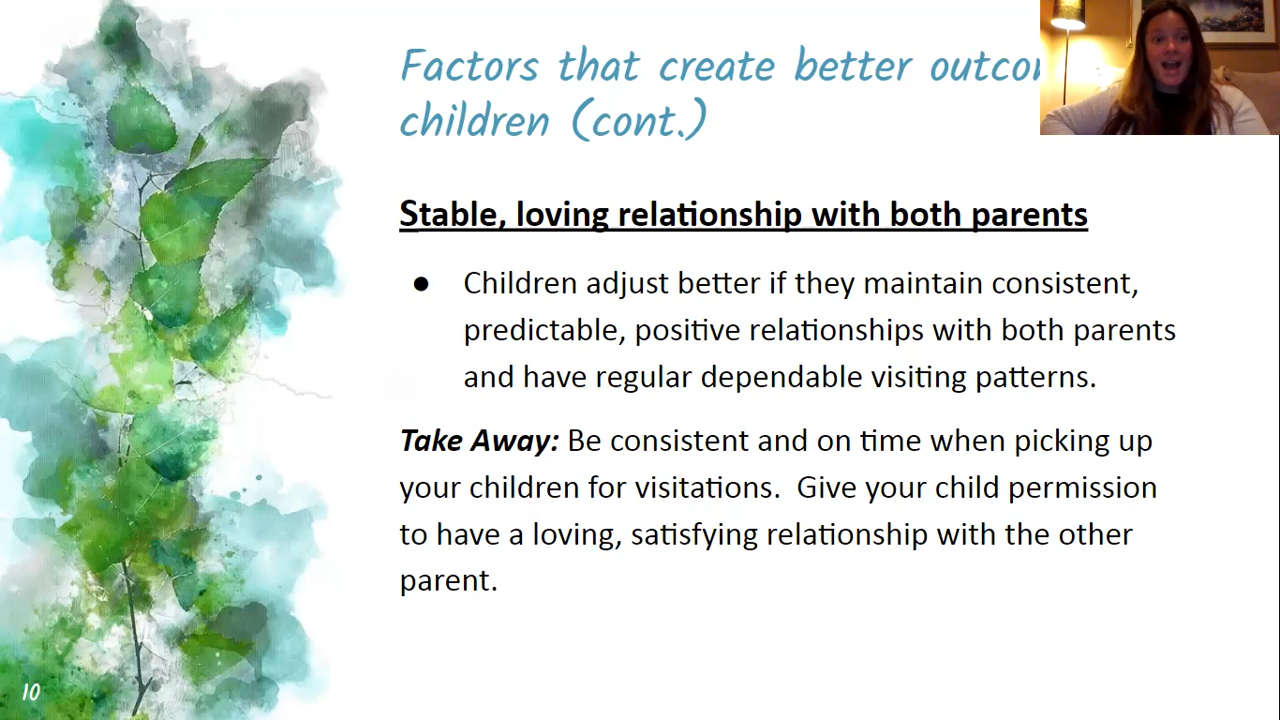 Factors that create better
children (cont.)
Stable, loving relationship with both parents
● Children adjust better if they maintain consistent,
predictable, positive relationships with both parents
and have regular dependable visiting patterns.
Take Away: Be consistent and on time when picking up
your children for visitations.  Give your child permission
to have a loving, satisfying relationship with the other
parent.
10